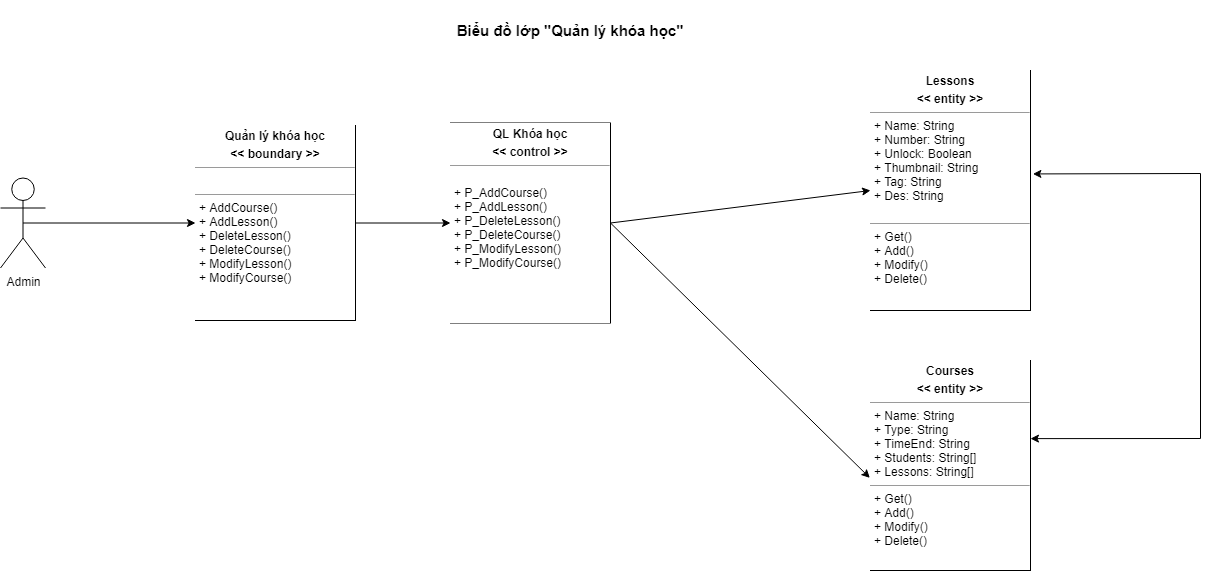 Biểu đồ lớp "Quản lý khóa học"
Admin
Quản lý khóa học
<< boundary >>
+ AddCourse()
+ AddLesson()
+ DeleteLesson()
+ DeleteCourse()
+ ModifyLesson()
+ ModifyCourse()
QL Khóa học
<< control >>
+ P_AddCourse()
+ P_AddLesson()
+ P_DeleteLesson()
+ P_DeleteCourse()
+ P_ModifyLesson()
+ P_ModifyCourse()
Lessons
<< entity >>
+ Name: String
+ Number: String
+ Unlock: Boolean
+ Thumbnail: String
+ Tag: String
+ Des: String
+ Get()
+ Add()
+ Modify()
+ Delete()
Courses
<< entity >>
+ Name: String
+ Type: String
+ TimeEnd: String
+ Students: String[]
+ Lessons: String[]
+ Get()
+ Add()
+ Modify()
+ Delete()